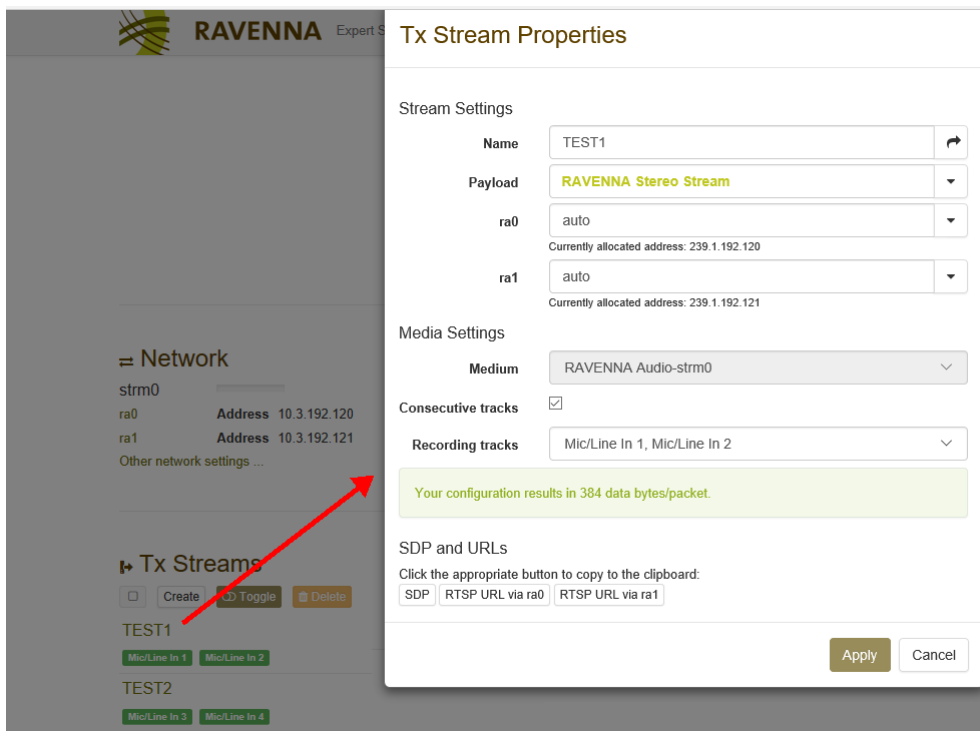 RAVENNA
Expert S
Network
strm0
ra0 Address 10.3.192.120
ra1 Address 10.3.192.121
Other network settings ...
Tx Streams
Create Toggle Delete
TEST1
Mic/Line In 1 Mic/Line In 2
TEST2
Mic/Line In 3 Mic/Line In 4
Tx Stream Properties
Stream Settings
Name TEST1
Payload RAVENNA Stereo Stream
ra0 auto
Currently allocated address: 239.1.192.120
ra1 auto
Currently allocated address: 239.1.192.121
Media Settings
Medium RAVENNA Audio-strm0
Consecutive tracks
Recording tracks Mic/Line In 1, Mic/Line In 2
Your configuration results in 384 data bytes/packet.
SDP and URLs
Click the appropriate button to copy to the clipboard:
SDP RTSP URL via ra0 RTSP URL via ra1
Apply Cancel